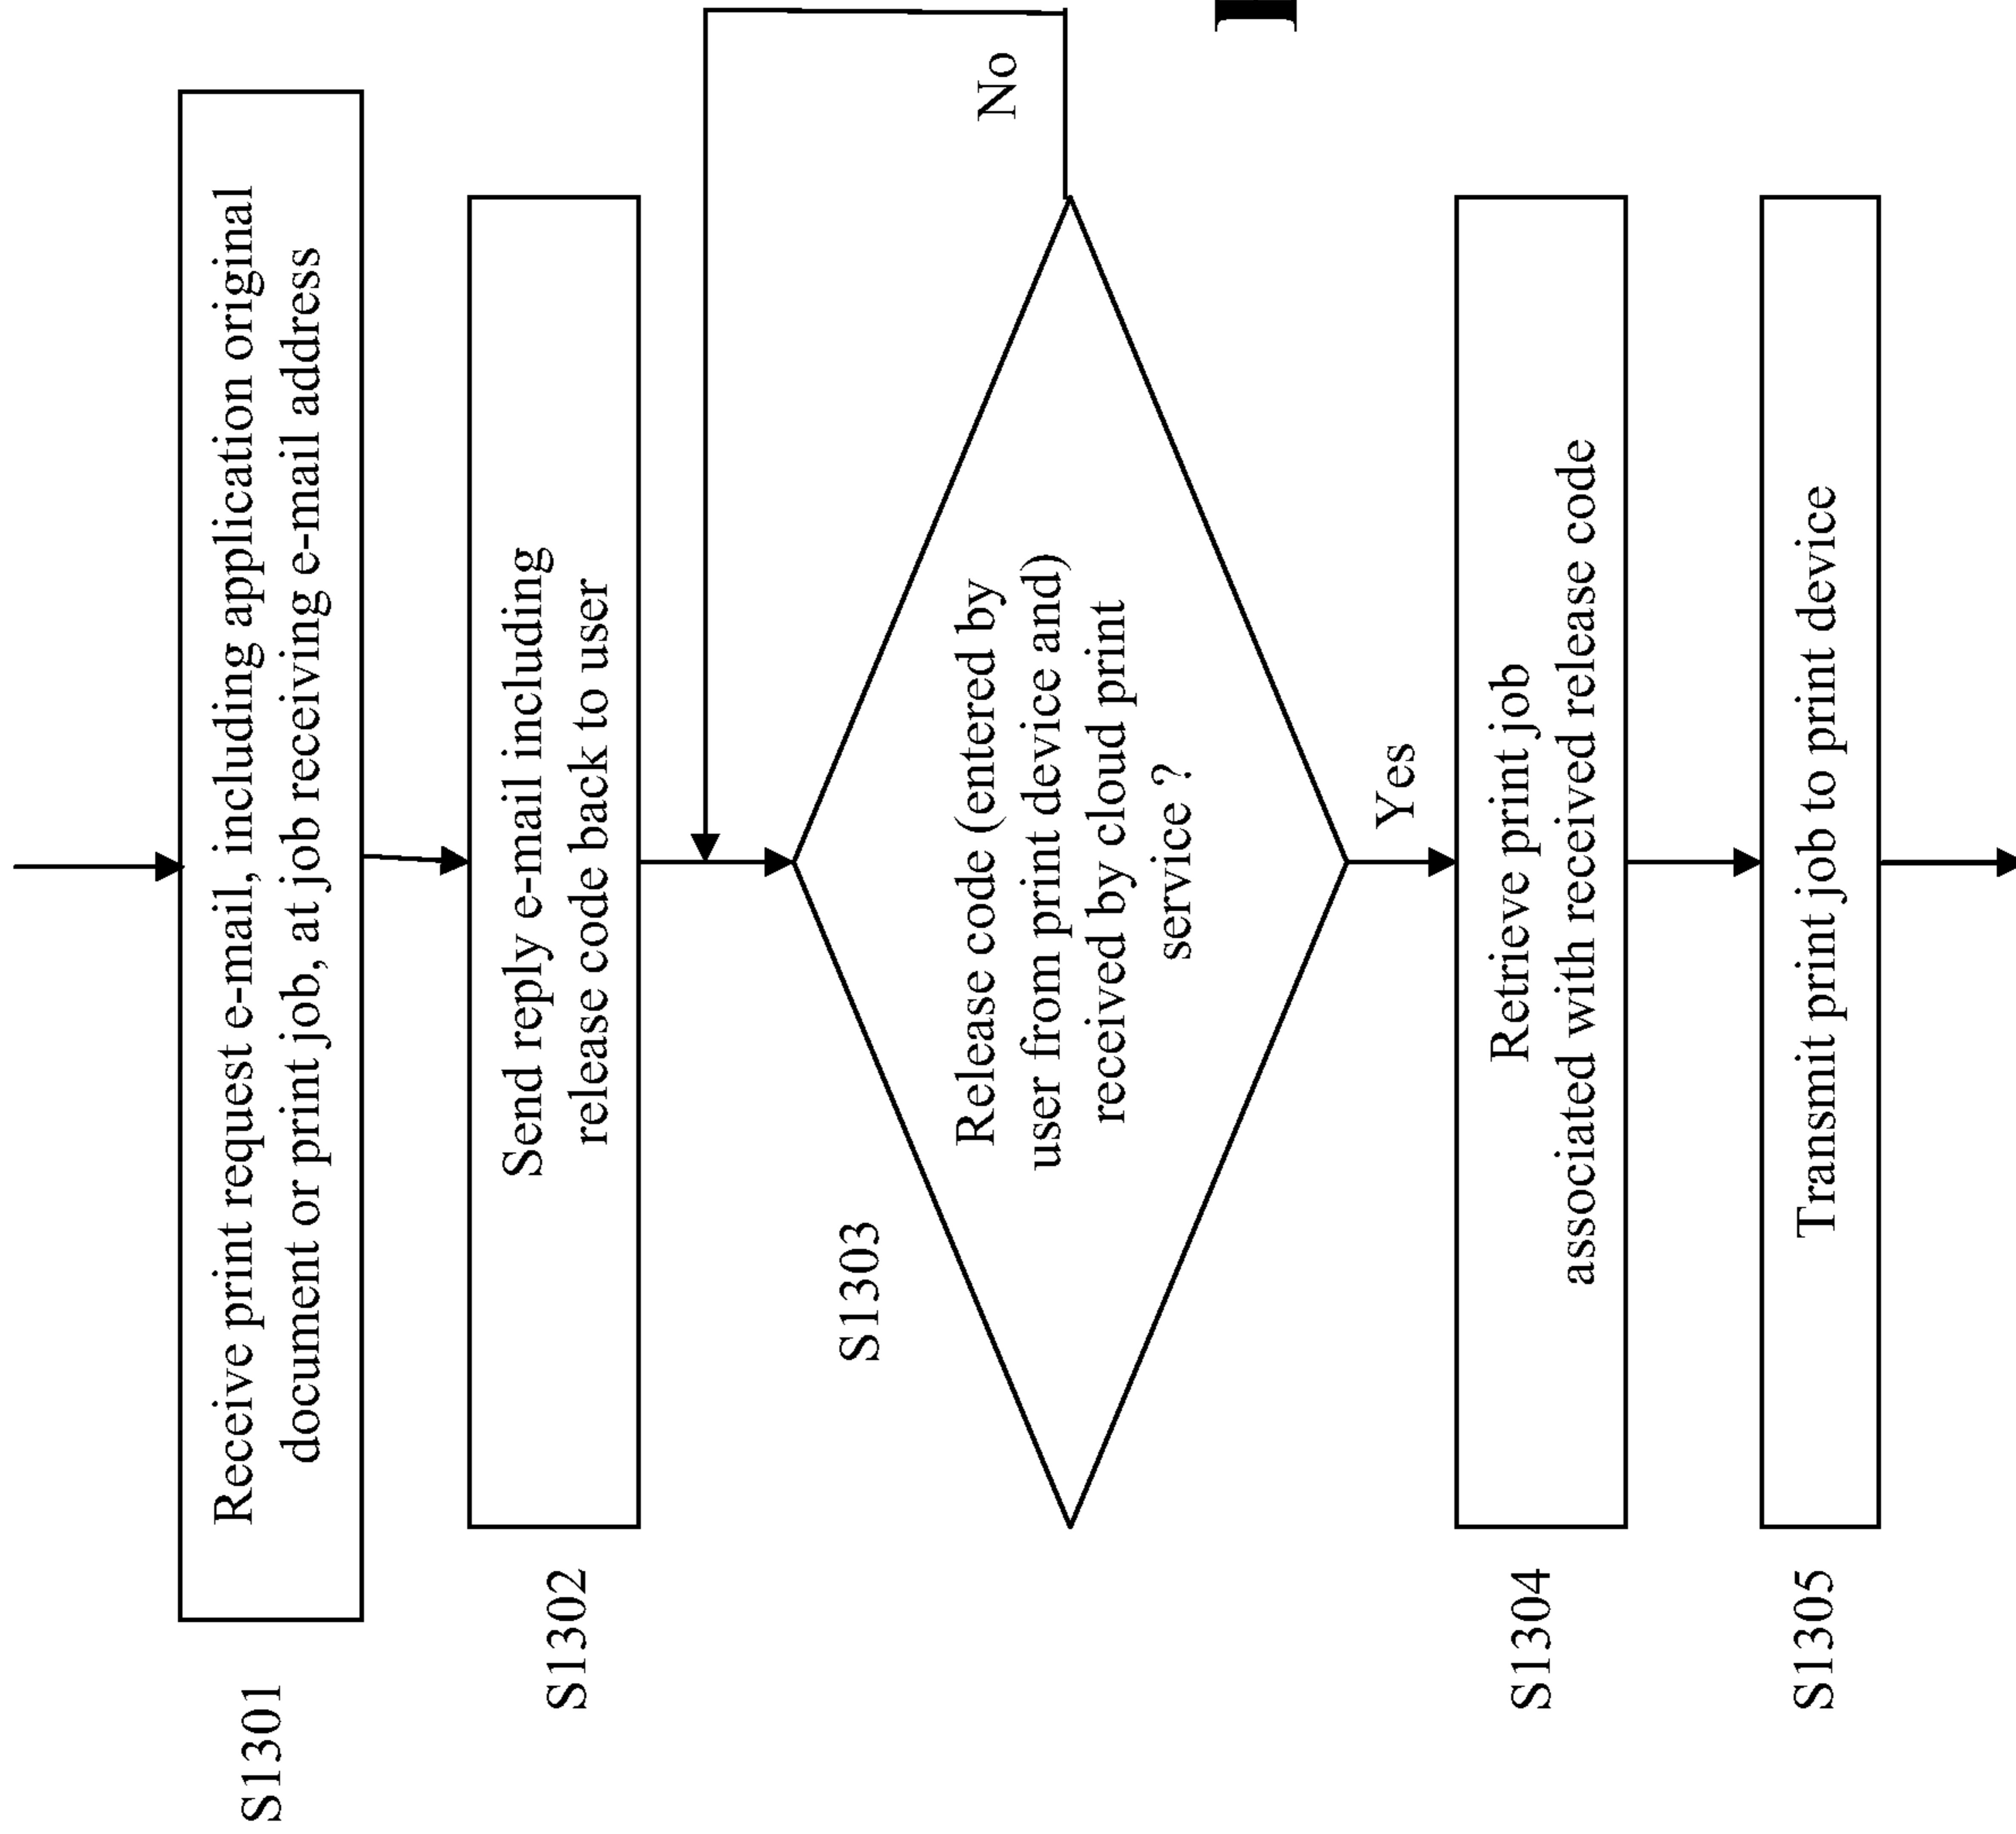 S1301
Receive print request e-mail, including application original
document or print job, at job receiving e-mail address
S1302
Send reply e-mail including
release code back to user
S1303
Release code (entered by
user from print device and)
received by cloud print
service ?
No
Yes
S1304
Retrieve print job
associated with received release code
S1305
Transmit print job to print device